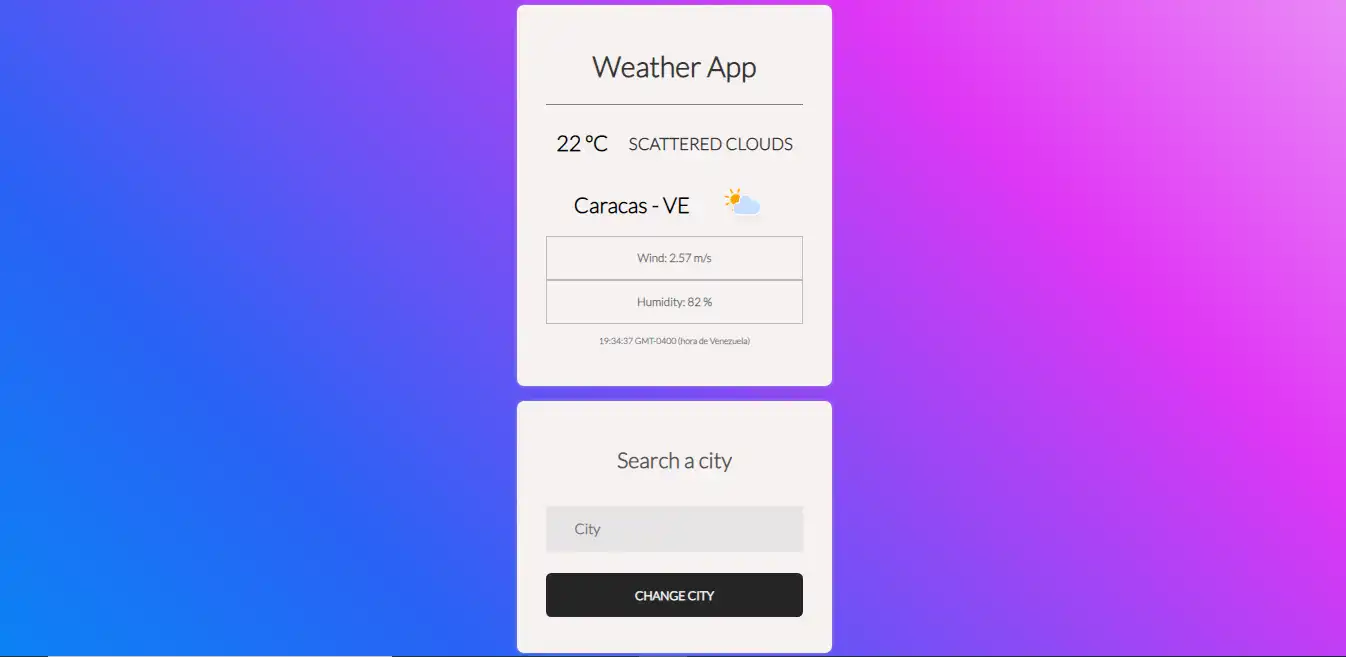 Weather App
22 ºC SCATTERED CLOUDS
Caracas - VE
Wind: 2.57 m/s
Humidity: 82 %
19:34:37 GMT-0400 (hora de Venezuela)
Search a city
City
CHANGE CITY